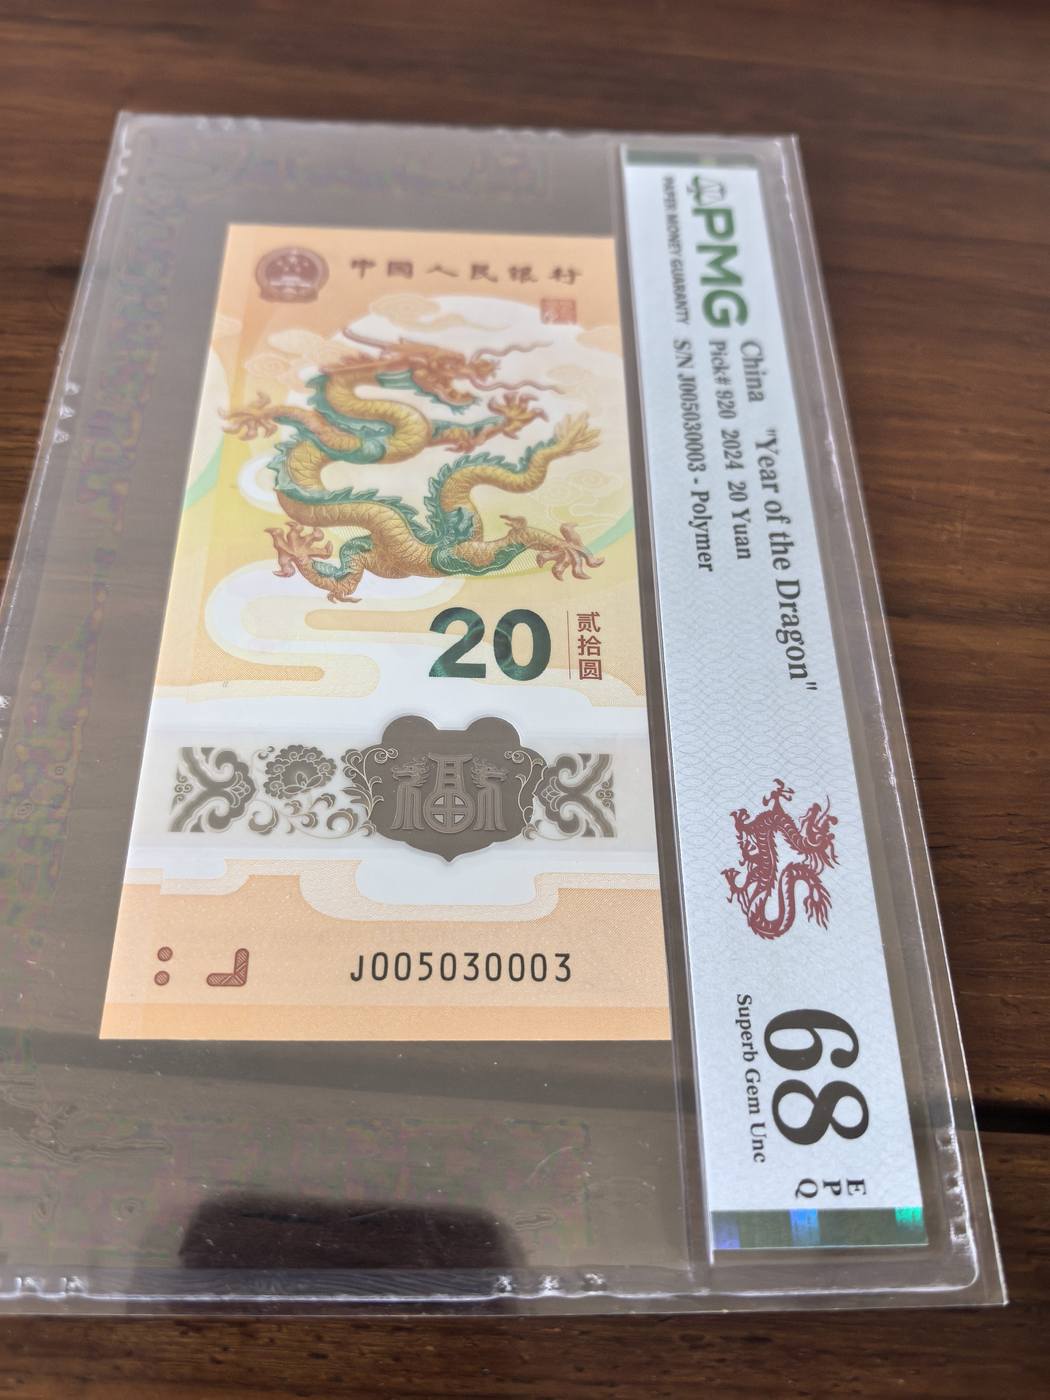 中国人民银行
20
贰拾圆
J005030003
PMG
PAPER MONEY GUARANTY
China "Year of the Dragon"
Pick# 920 2024 20 Yuan
S/N J005030003 - Polymer
68
Superb Gem Unc
E
P
Q